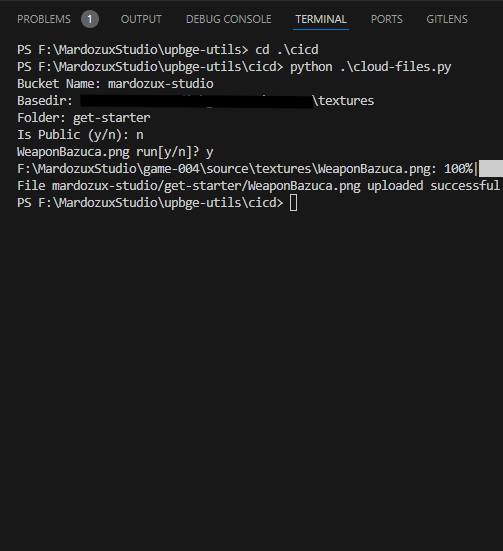 PROBLEMS 1 OUTPUT DEBUG CONSOLE TERMINAL PORTS GITLENS
PS F:\MardozuxStudio\upbge-utils> cd .\cicd
PS F:\MardozuxStudio\upbge-utils\cicd> python .\cloud-files.py
Bucket Name: mardozux-studio
Basedir: \textures
Folder: get-starter
Is Public (y/n): n
WeaponBazuca.png run[y/n]? y
F:\MardozuxStudio\game-004\source\textures\WeaponBazuca.png: 100%|
File mardozux-studio/get-starter/WeaponBazuca.png uploaded successful
PS F:\MardozuxStudio\upbge-utils\cicd>